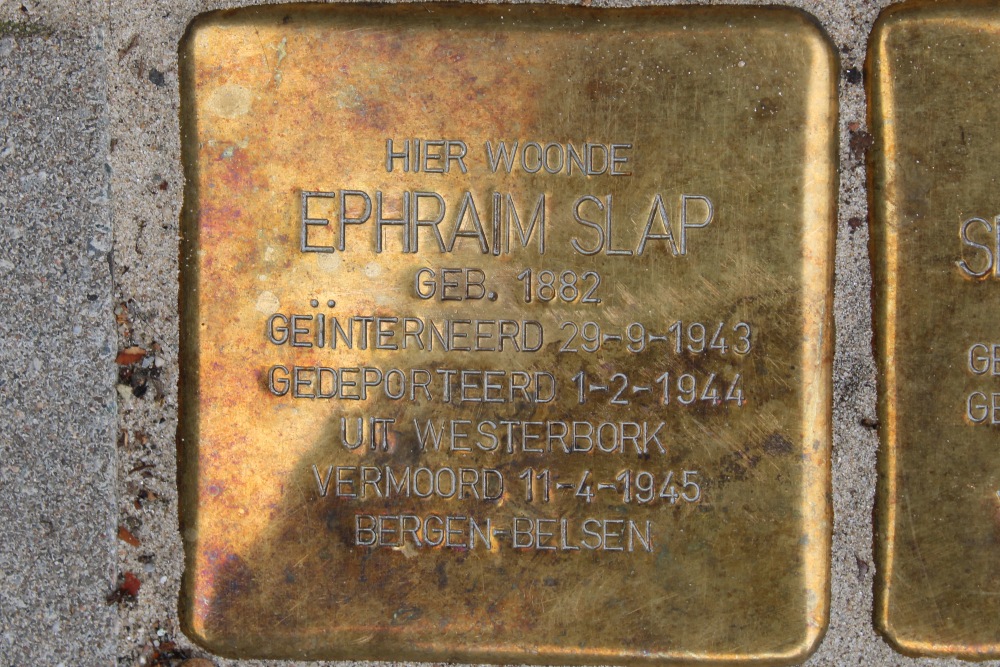 HIER WOONDE
EPHRAIM SLAP
GEB. 1882
GEÏNTERNEERD 29-9-1943
GEDEPORTEERD 1-2-1944
UIT WESTERBORK
VERMOORD 11-4-1945
BERGEN-BELSEN